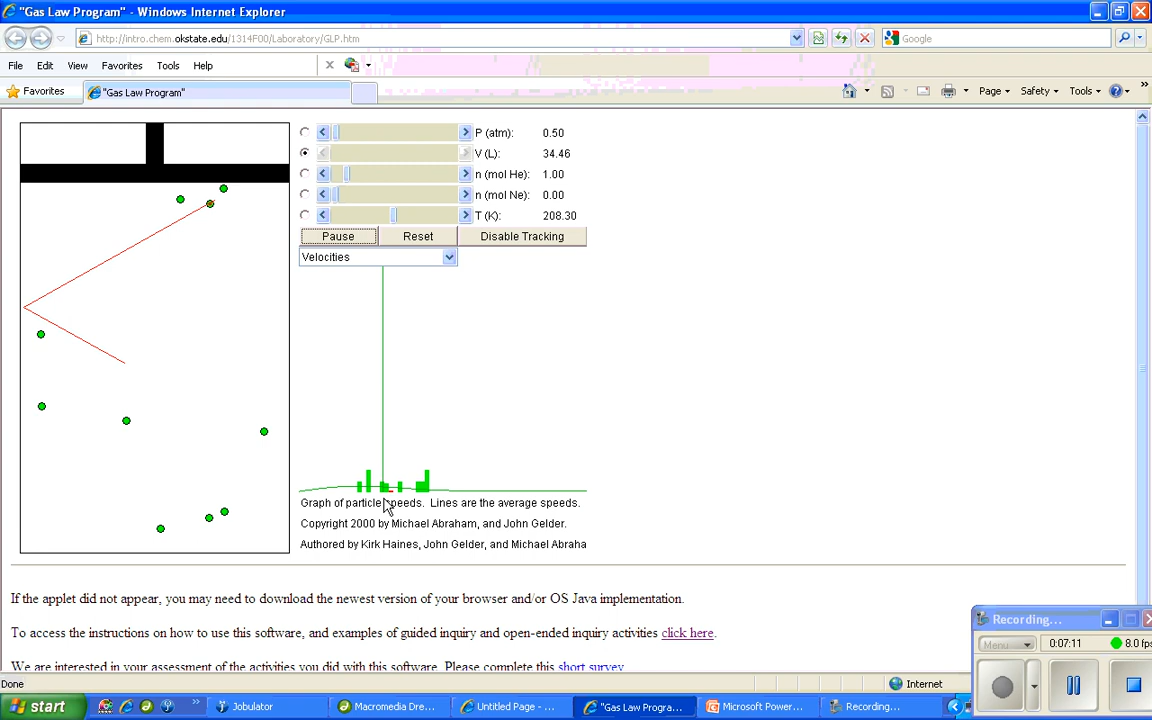 "Gas Law Program" - Windows Internet Explorer
http://intro.chem.okstate.edu/1314F00/Laboratory/GLP.htm
Google
File Edit View Favorites Tools Help
Favorites "Gas Law Program"
Page Safety Tools
P (atm): 0.50
V (L): 34.46
n (mol He): 1.00
n (mol Ne): 0.00
T (K): 208.30
Pause Reset Disable Tracking
Velocities
Graph of particle speeds. Lines are the average speeds.
Copyright 2000 by Michael Abraham, and John Gelder.
Authored by Kirk Haines, John Gelder, and Michael Abraha
If the applet did not appear, you may need to download the newest version of your browser and/or OS Java implementation.
To access the instructions on how to use this software, and examples of guided inquiry and open-ended inquiry activities click here.
We are interested in your assessment of the activities you did with this software. Please complete this short survey.
Recording...
Menu 0:07:11 8.0 fps
Done Internet
start Jobulator Macromedia Dre... Untitled Page - ... "Gas Law Progra... Microsoft Power... Recording...